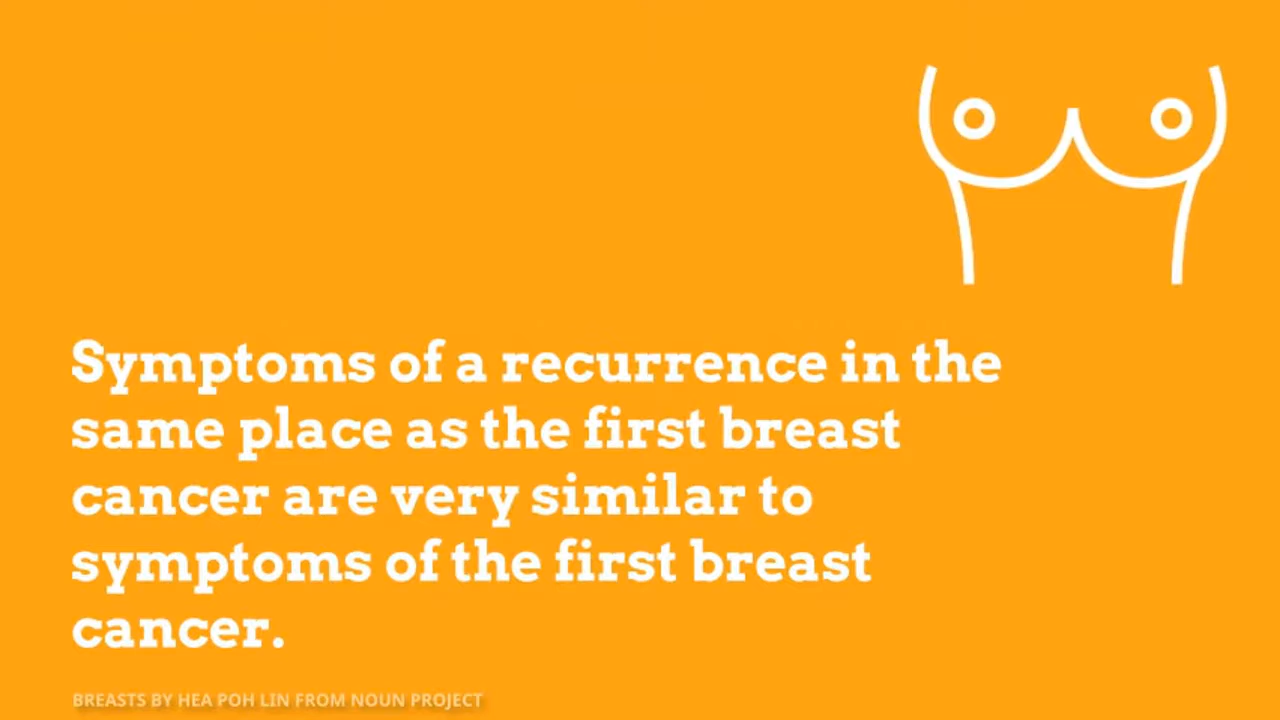 Symptoms of a recurrence in the
same place as the first breast
cancer are very similar to
symptoms of the first breast
cancer.
BREASTS BY HEA POH LIN FROM NOUN PROJECT